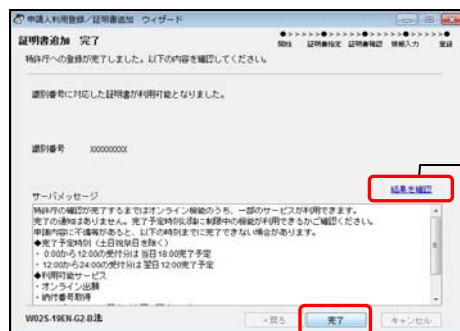 申請人利用登録／証明書追加 ウィザード
証明書追加 完了
開始 証明書指定 証明書確認 情報入力 登録
特許庁への登録が完了しました。以下の内容を確認してください。
識別番号に対応した証明書が利用可能となりました。
識別番号 XXXXXXXXX
結果を確認
サーバメッセージ
特許庁の確認が完了するまではオンライン機能のうち、一部のサービスが利用できます。
完了の通知はありません。完了予定時刻以降に制限中の機能が利用できるかご確認ください。
申請内容に不備等があると、以下の時刻までに完了できない場合があります。
◆完了予定時刻（土日祝祭日を除く）
・ 0:00から12:00の受付分は当日18:00完了予定
・ 12:00から24:00の受付分は翌日12:00完了予定
◆利用可能サービス
・オンライン出願
・納付番号取得
W02S-19EN-G2-B法
<戻る 完了 キャンセル